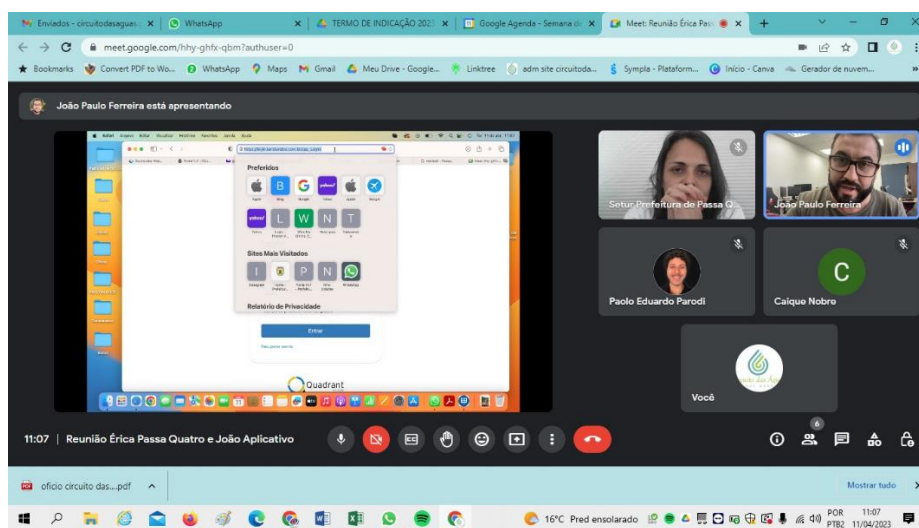 Enviados - circuitodasaguas.
WhatsApp
TERMO DE INDICAÇÃO 202
Google Agenda - Semana de
Meet: Reunião Érica Pas
meet.google.com/hhy-ghfx-qbm?authuser=0
Bookmarks
Convert PDF to Wo...
WhatsApp
Maps
Gmail
Meu Drive - Google...
Linktree
adm site circuitoda...
Sympla - Plataform...
Início - Canva
Gerador de nuvem...
João Paulo Ferreira está apresentando
Preferidos
Sites Mais Visitados
Relatório de Privacidade
Entrar
Quadrant
Setur Prefeitura de Passa Q...
João Paulo Ferreira
Paolo Eduardo Parodi
C
Caique Nobre
Você
11:07 | Reunião Érica Passa Quatro e João Aplicativo
6
oficio circuito das....pdf
Mostrar tudo
16°C Pred ensolarado
POR
PTB2
11:07
11/04/2023